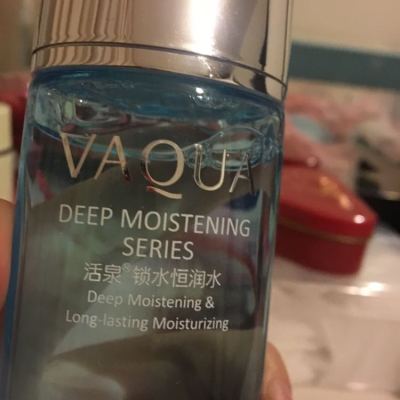 VAQUA
DEEP MOISTENING
SERIES
活泉® 锁水恒润水
Deep Moistening &
Long-lasting Moisturizing